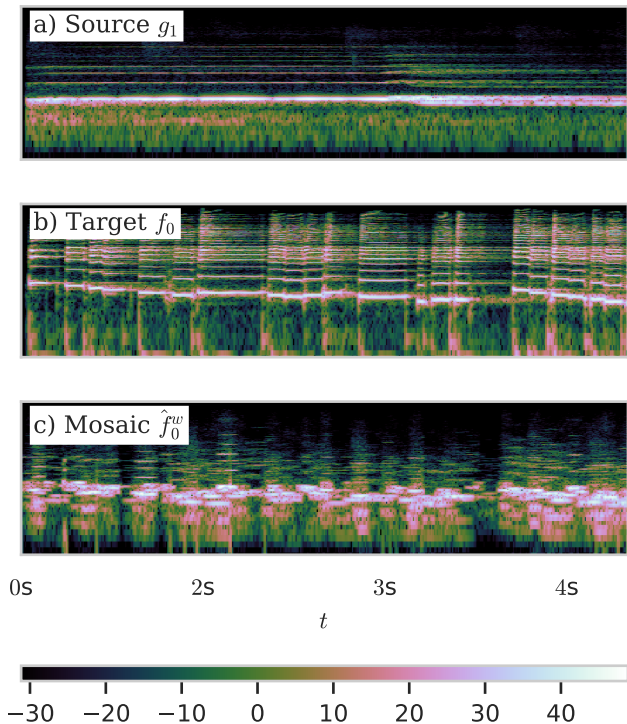 a) Source g₁
b) Target f₀
c) Mosaic f̂₀ʷ
0s 2s 3s 4s
t
−30 −20 −10 0 10 20 30 40